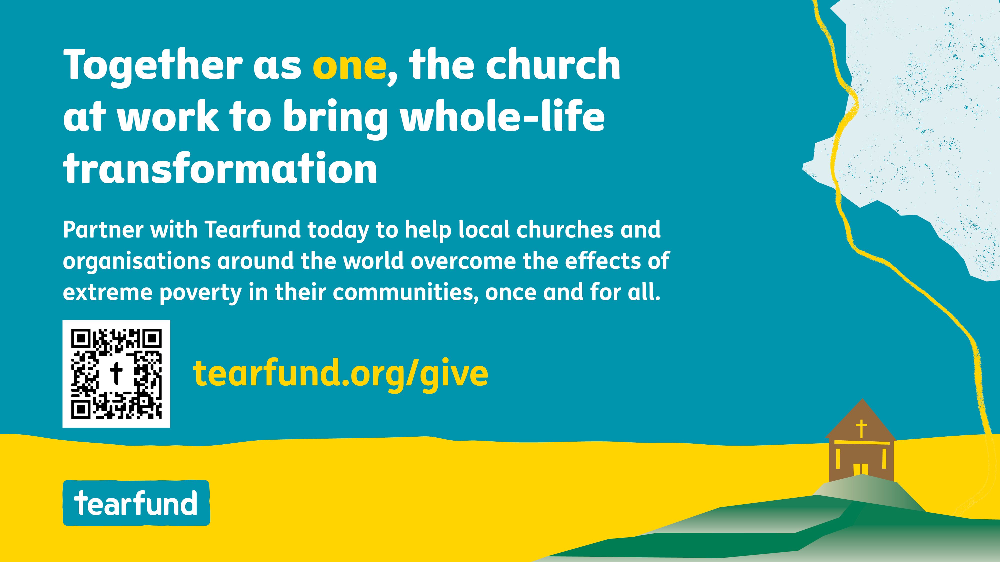 Together as one, the church
at work to bring whole-life
transformation
Partner with Tearfund today to help local churches and
organisations around the world overcome the effects of
extreme poverty in their communities, once and for all.
tearfund.org/give
tearfund